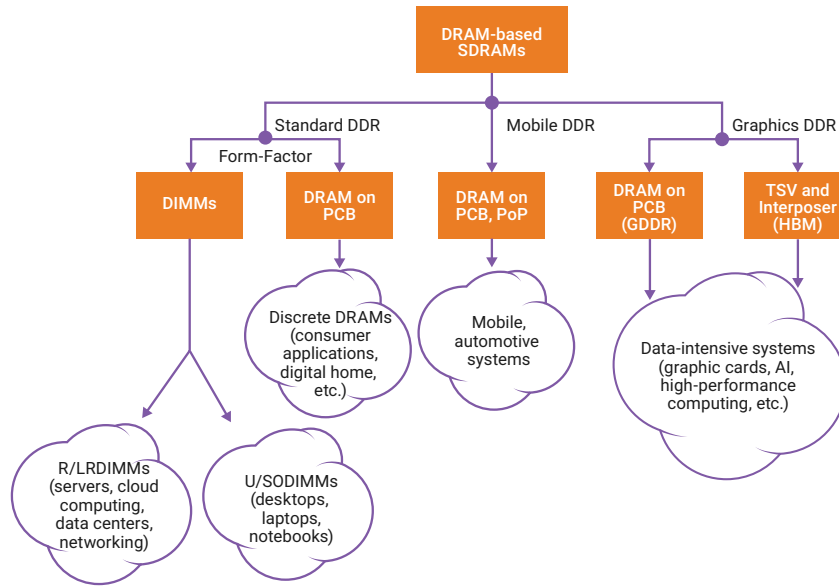 DRAM-based
SDRAMs
Standard DDR
Mobile DDR
Graphics DDR
Form-Factor
DIMMs
DRAM on
PCB
DRAM on
PCB, PoP
DRAM on
PCB
(GDDR)
TSV and
Interposer
(HBM)
Discrete DRAMs
(consumer
applications,
digital home,
etc.)
Mobile,
automotive
systems
Data-intensive systems
(graphic cards, AI,
high-performance
computing, etc.)
R/LRDIMMs
(servers, cloud
computing,
data centers,
networking)
U/SODIMMs
(desktops,
laptops,
notebooks)